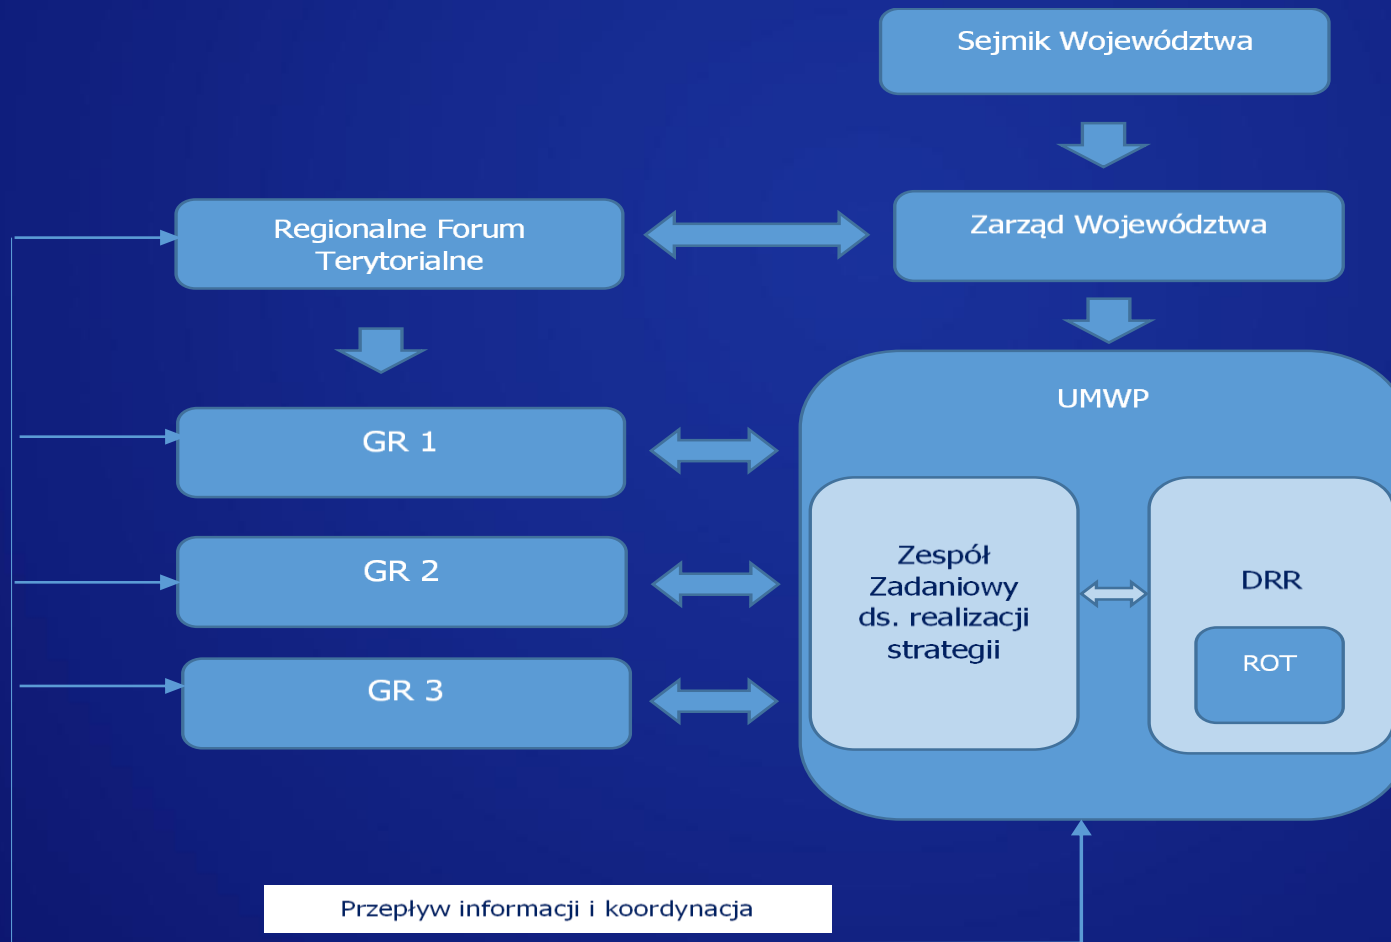 Sejmik Województwa
Regionalne Forum
Terytorialne
Zarząd Województwa
UMWP
GR 1
GR 2
GR 3
Zespół
Zadaniowy
ds. realizacji
strategii
DRR
ROT
Przepływ informacji i koordynacja